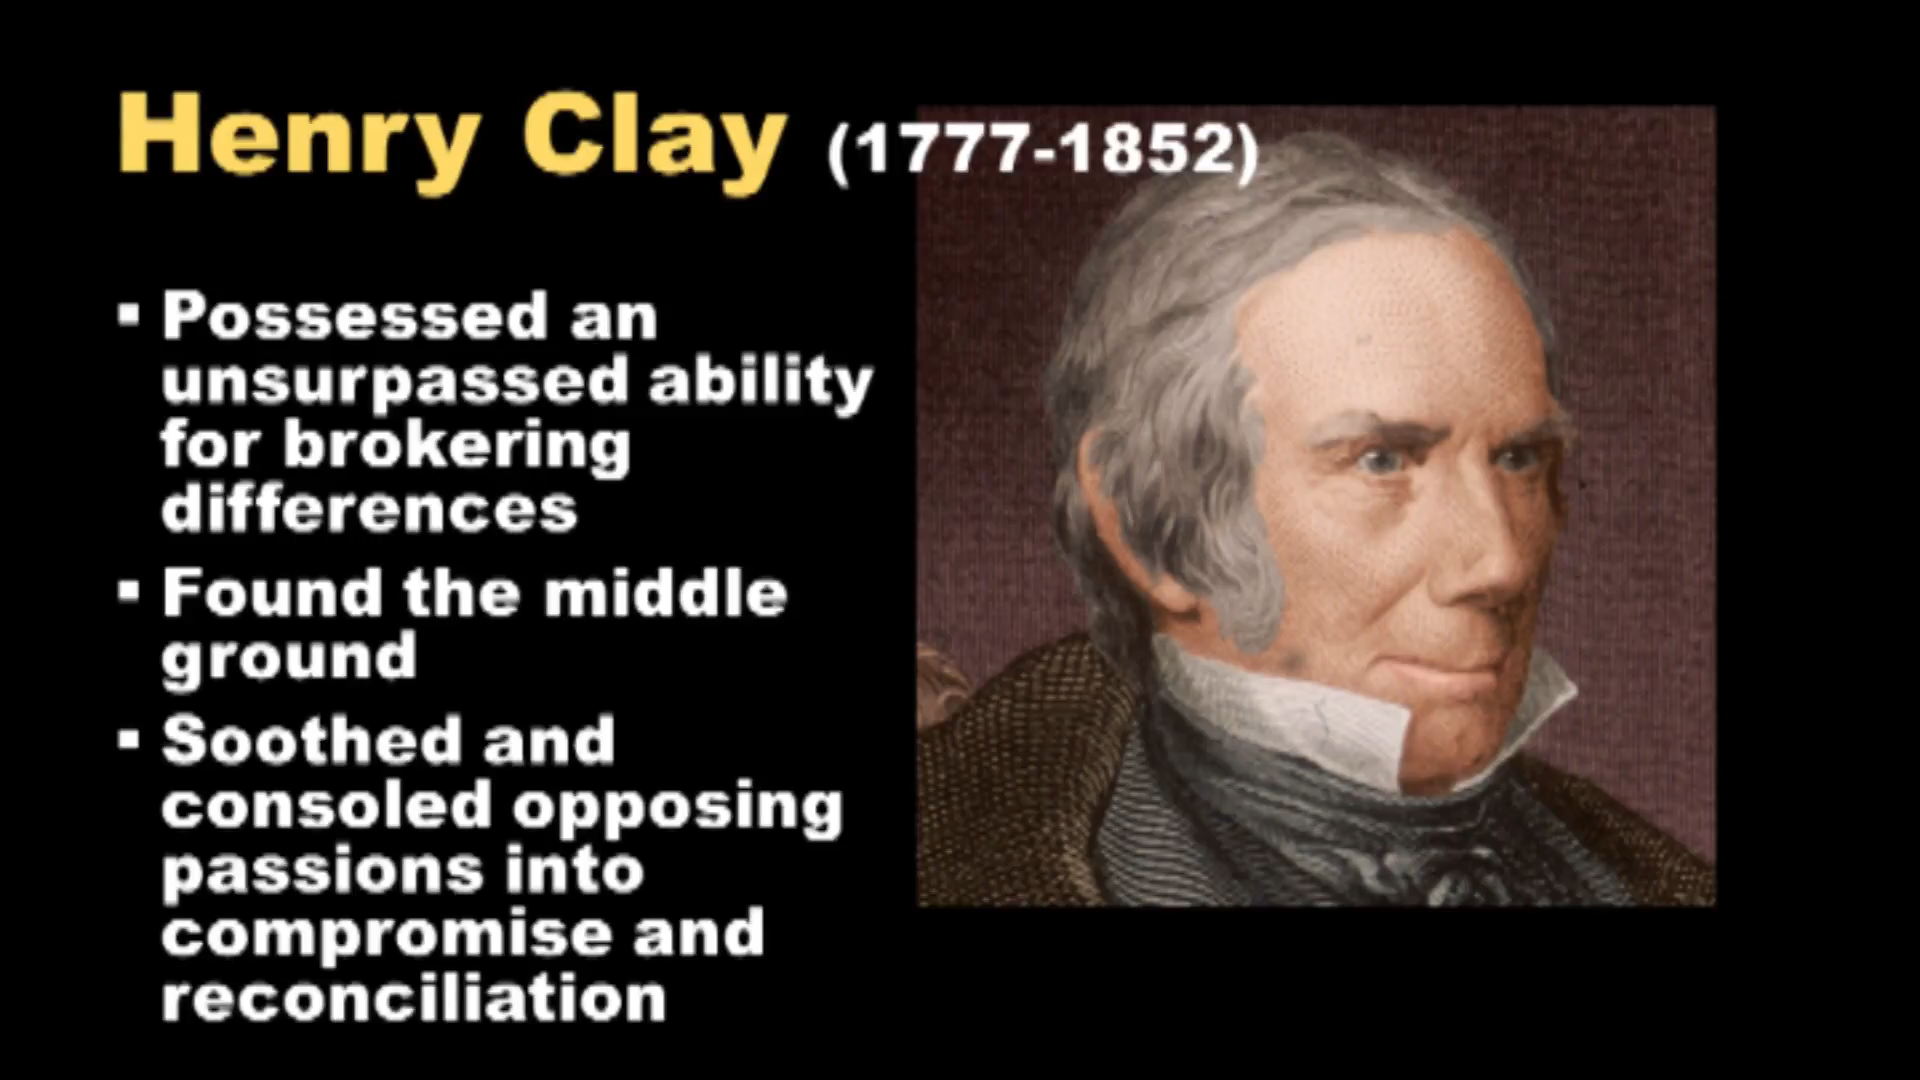 Henry Clay (1777-1852)
▪ Possessed an
unsurpassed ability
for brokering
differences
▪ Found the middle
ground
▪ Soothed and
consoled opposing
passions into
compromise and
reconciliation